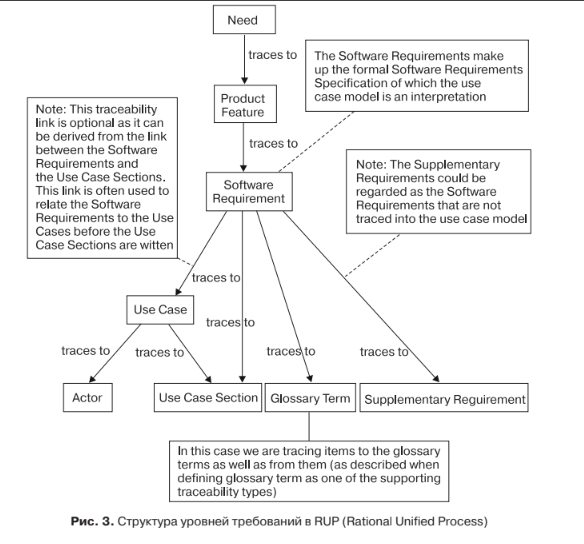 Need
traces to
The Software Requirements make
up the formal Software Requirements
Specification of which the use
case model is an interpretation
Product
Feature
Note: This traceability
link is optional as it can
be derived from the link
between the Software
Requirements and
the Use Case Sections.
This link is often used to
relate the Software
Requirements to the Use
Cases before the Use
Case Sections are witten
traces to
Note: The Supplementary
Requirements could be
regarded as the Software
Requirements that are not
traced into the use case model
Software
Requirement
traces to
Use Case
traces to
traces to
traces to
traces to
traces to
Actor
Use Case Section
Glossary Term
Supplementary Reguirement
In this case we are tracing items to the glossary
terms as well as from them (as described when
defining glossary term as one of the supporting
traceability types)
Рис. 3. Структура уровней требований в RUP (Rational Unified Process)